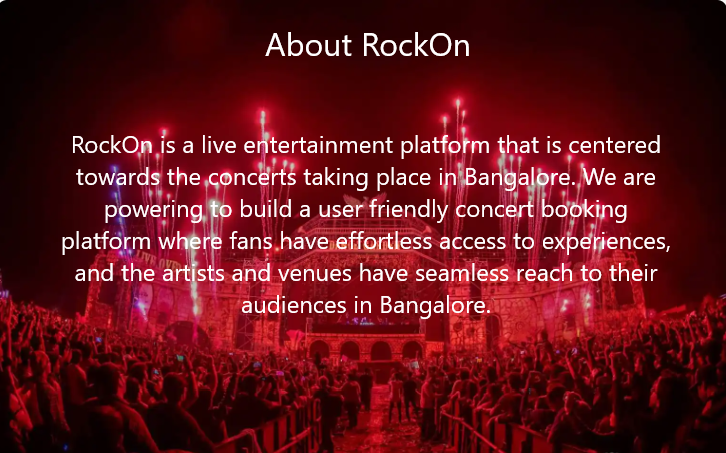 About RockOn
RockOn is a live entertainment platform that is centered
towards the concerts taking place in Bangalore. We are
powering to build a user friendly concert booking
platform where fans have effortless access to experiences,
and the artists and venues have seamless reach to their
audiences in Bangalore.